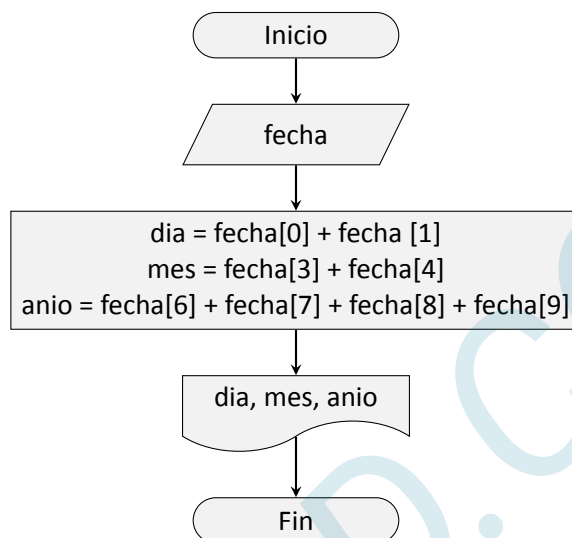 Inicio
fecha
dia = fecha[0] + fecha [1]
mes = fecha[3] + fecha[4]
anio = fecha[6] + fecha[7] + fecha[8] + fecha[9]
dia, mes, anio
Fin